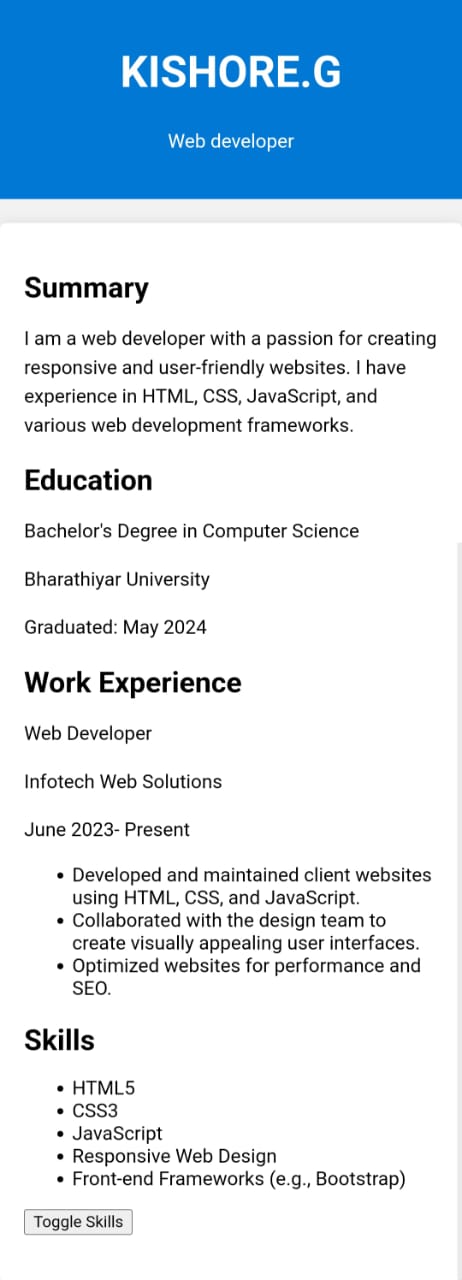 KISHORE.G
Web developer
Summary
I am a web developer with a passion for creating
responsive and user-friendly websites. I have
experience in HTML, CSS, JavaScript, and
various web development frameworks.
Education
Bachelor's Degree in Computer Science
Bharathiyar University
Graduated: May 2024
Work Experience
Web Developer
Infotech Web Solutions
June 2023- Present
• Developed and maintained client websites
using HTML, CSS, and JavaScript.
• Collaborated with the design team to
create visually appealing user interfaces.
• Optimized websites for performance and
SEO.
Skills
• HTML5
• CSS3
• JavaScript
• Responsive Web Design
• Front-end Frameworks (e.g., Bootstrap)
Toggle Skills